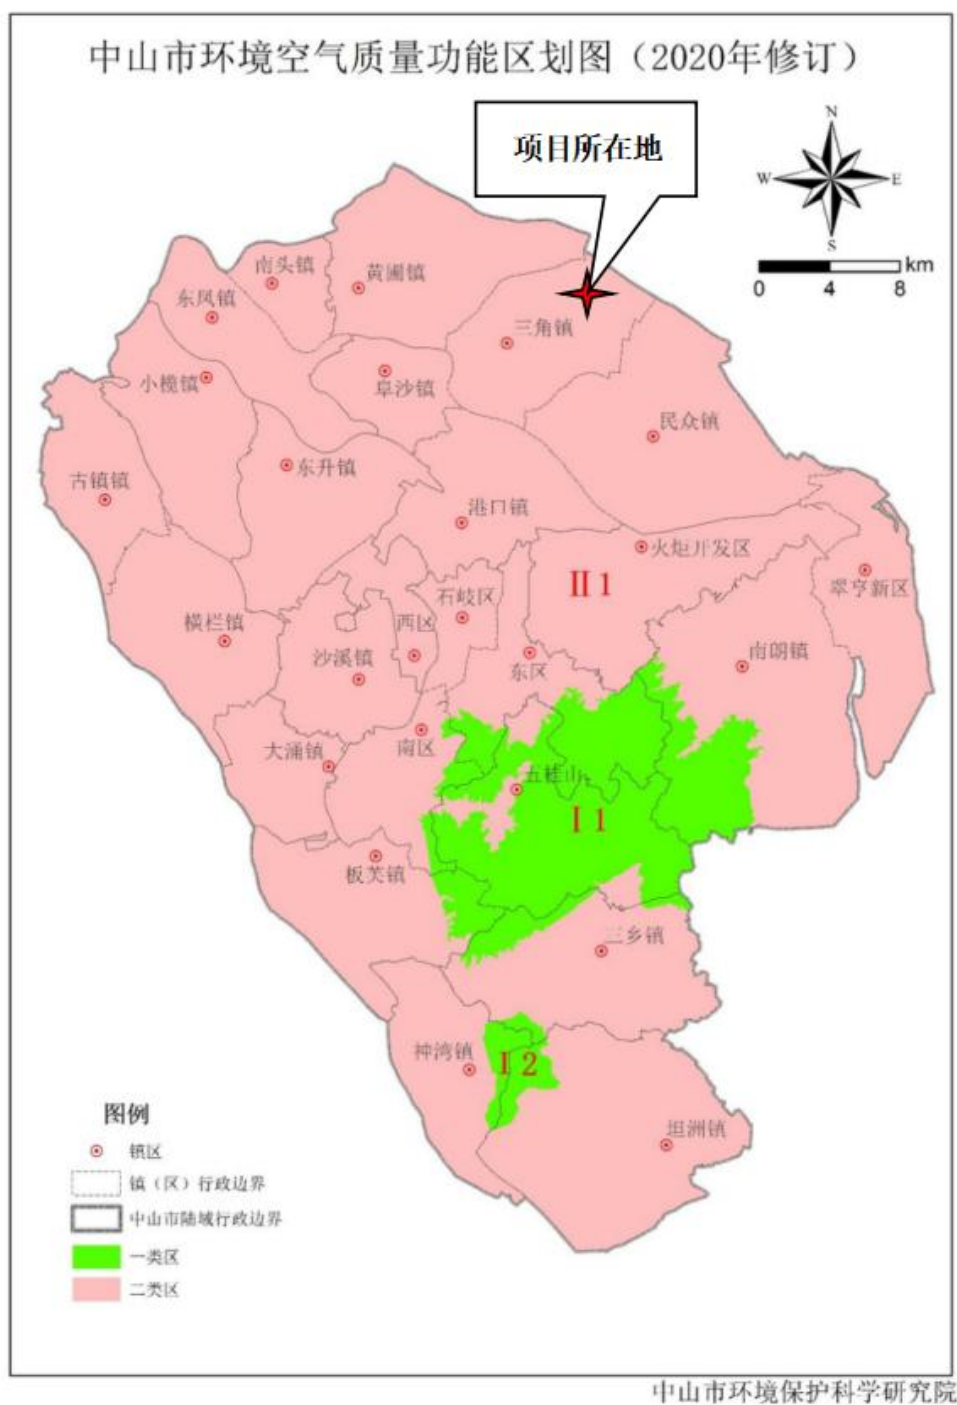 中山市环境空气质量功能区划图（2020年修订）
项目所在地
N
W
E
S
km
0
4
8
南头镇
黄圃镇
东凤镇
三角镇
小榄镇
阜沙镇
民众镇
古镇镇
东升镇
港口镇
火炬开发区
Ⅱ1
翠亨新区
石岐区
横栏镇
西区
沙溪镇
东区
南朗镇
大涌镇
南区
五桂山
Ⅰ1
板芙镇
三乡镇
神湾镇
Ⅰ2
坦洲镇
图例
镇区
镇（区）行政边界
中山市陆域行政边界
一类区
二类区
中山市环境保护科学研究院